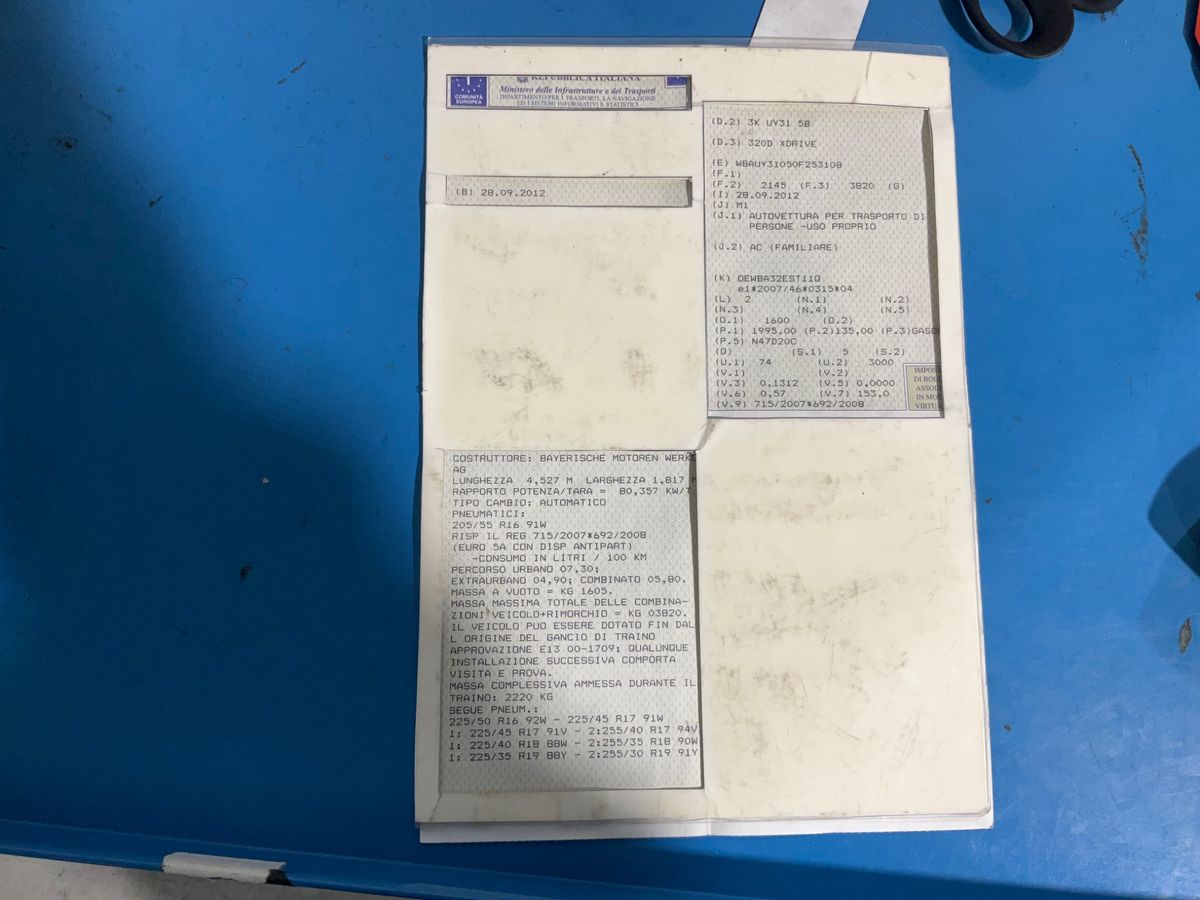 REPUBBLICA ITALIANA
COMUNITÀ EUROPEA
Ministero delle Infrastrutture e dei Trasporti
DIPARTIMENTO PER I TRASPORTI, LA NAVIGAZIONE
ED I SISTEMI INFORMATIVI E STATISTICI
(B) 28.09.2012
(D.2) 3K UY31 5B
(D.3) 320D XDRIVE
(E) WBAUY31050F253108
(F.1)
(F.2) 2145 (F.3) 3820 (G)
(I) 28.09.2012
(J) M1
(J.1) AUTOVETTURA PER TRASPORTO DI
PERSONE -USO PROPRIO
(J.2) AC (FAMILIARE)
(K) OEWBA32EST11Q
e1*2007/46*0315*04
(L) 2 (N.1) (N.2)
(N.3) (N.4) (N.5)
(O.1) 1600 (O.2)
(P.1) 1995,00 (P.2)135,00 (P.3)GASO
(P.5) N47D20C
(Q) (S.1) 5 (S.2)
(U.1) 74 (U.2) 3000
(V.1) (V.2)
(V.3) 0,1312 (V.5) 0,0000
(V.6) 0,57 (V.7) 153,0
(V.9) 715/2007*692/2008
IMPOS
DI BOL
ASSOL
IN MOD
VIRTUA
COSTRUTTORE: BAYERISCHE MOTOREN WERKE
AG
LUNGHEZZA 4,527 M LARGHEZZA 1,817 M
RAPPORTO POTENZA/TARA = 80,357 KW/T
TIPO CAMBIO: AUTOMATICO
PNEUMATICI:
205/55 R16 91W
RISP IL REG 715/2007*692/2008
(EURO 5A CON DISP ANTIPART)
-CONSUMO IN LITRI / 100 KM
PERCORSO URBANO 07,30;
EXTRAURBANO 04,90; COMBINATO 05,80.
MASSA A VUOTO = KG 1605.
MASSA MASSIMA TOTALE DELLE COMBINA-
ZIONI VEICOLO+RIMORCHIO = KG 03820.
IL VEICOLO PUO ESSERE DOTATO FIN DAL
L ORIGINE DEL GANCIO DI TRAINO
APPROVAZIONE E13 00-1709; QUALUNQUE
INSTALLAZIONE SUCCESSIVA COMPORTA
VISITA E PROVA.
MASSA COMPLESSIVA AMMESSA DURANTE IL
TRAINO: 2220 KG
SEGUE PNEUM.:
225/50 R16 92W - 225/45 R17 91W
1: 225/45 R17 91V - 2:255/40 R17 94V
1: 225/40 R18 88W - 2:255/35 R18 90W
1: 225/35 R19 88Y - 2:255/30 R19 91Y